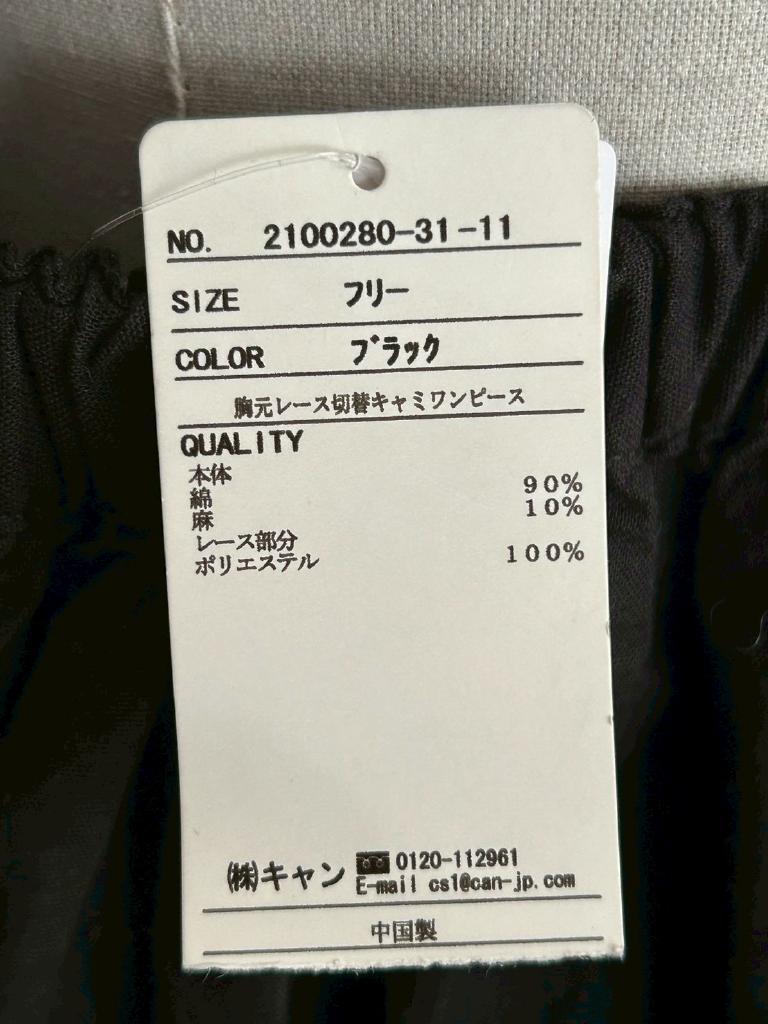 NO. 2100280-31-11
SIZE フリー
COLOR ブラック
胸元レース切替キャミワンピース
QUALITY
本体
綿 90%
麻 10%
レース部分
ポリエステル 100%
㈱キャン 0120-112961
E-mail cs1@can-jp.com
中国製